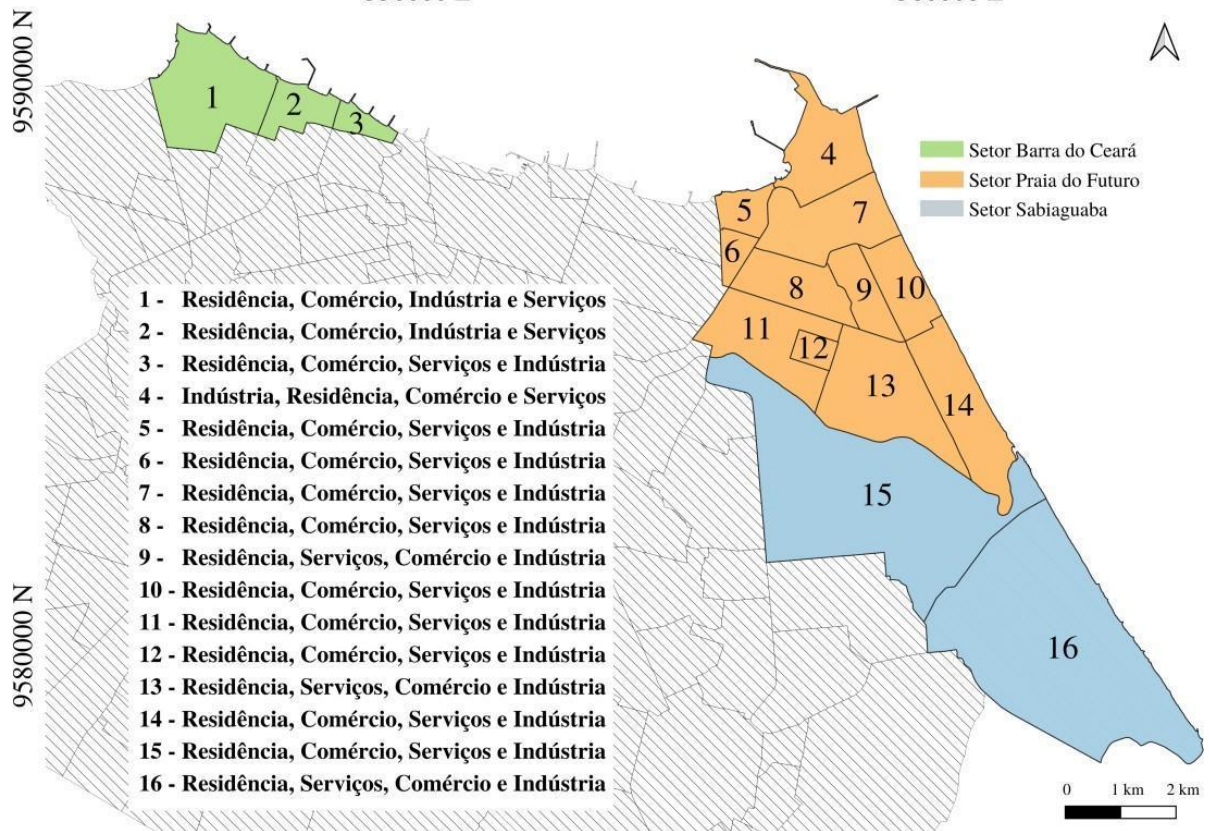 9590000 N
9580000 N
1
2
3
4
5
6
7
8
9
10
11
12
13
14
15
16
Setor Barra do Ceará
Setor Praia do Futuro
Setor Sabiaguaba
1 - Residência, Comércio, Indústria e Serviços
2 - Residência, Comércio, Indústria e Serviços
3 - Residência, Comércio, Serviços e Indústria
4 - Indústria, Residência, Comércio e Serviços
5 - Residência, Comércio, Serviços e Indústria
6 - Residência, Comércio, Serviços e Indústria
7 - Residência, Comércio, Serviços e Indústria
8 - Residência, Comércio, Serviços e Indústria
9 - Residência, Serviços, Comércio e Indústria
10 - Residência, Comércio, Serviços e Indústria
11 - Residência, Comércio, Serviços e Indústria
12 - Residência, Comércio, Serviços e Indústria
13 - Residência, Serviços, Comércio e Indústria
14 - Residência, Comércio, Serviços e Indústria
15 - Residência, Comércio, Serviços e Indústria
16 - Residência, Serviços, Comércio e Indústria
0 1 km 2 km